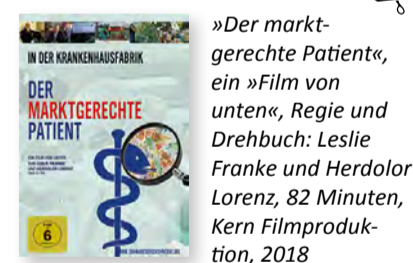 IN DER KRANKENHAUSFABRIK
DER
MARKTGERECHTE
PATIENT
6
»Der markt-
gerechte Patient«,
ein »Film von
unten«, Regie und
Drehbuch: Leslie
Franke und Herdolor
Lorenz, 82 Minuten,
Kern Filmproduk-
tion, 2018